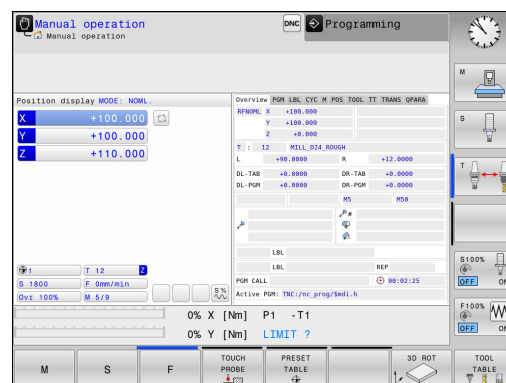 Manual operation
Manual operation
DNC
Programming
Position display MODE: NOML.
X +100.000
Y +100.000
Z +110.000
Overview PGM LBL CYC M POS TOOL TT TRANS QPARA
RFNOML X +100.000
Y +100.000
Z +0.000
T : 12 MILL_D24_ROUGH
L +90.0000 R +12.0000
DL-TAB +0.0000 DR-TAB +0.0000
DL-PGM +0.0000 DR-PGM +0.0000
M5 M50
P#
LBL
LBL REP
PGM CALL 00:02:25
Active PGM: TNC:/nc_prog/$mdi.h
1 T 12 Z
S 1800 F 0mm/min
Ovr 100% M 5/9
S %
0% X [Nm] P1 -T1
0% Y [Nm] LIMIT ?
M
S
T
S100%
OFF ON
F100%
OFF ON
M
S
F
TOUCH PROBE
PRESET TABLE
3D ROT
TOOL TABLE